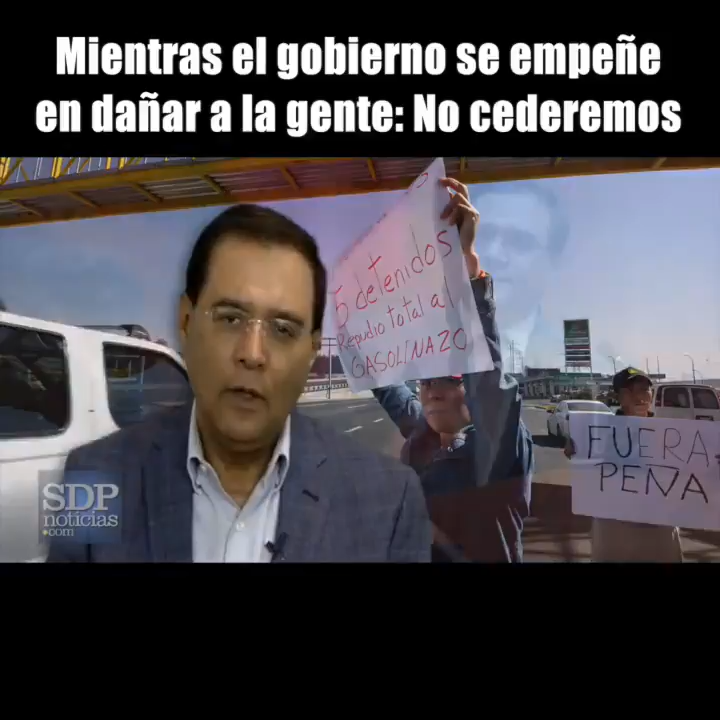 Mientras el gobierno se empeñe
en dañar a la gente: No cederemos
5 detenidos
Repudio total al
GASOLINAZO
FUERA
PEÑA
SDP
noticias
.com